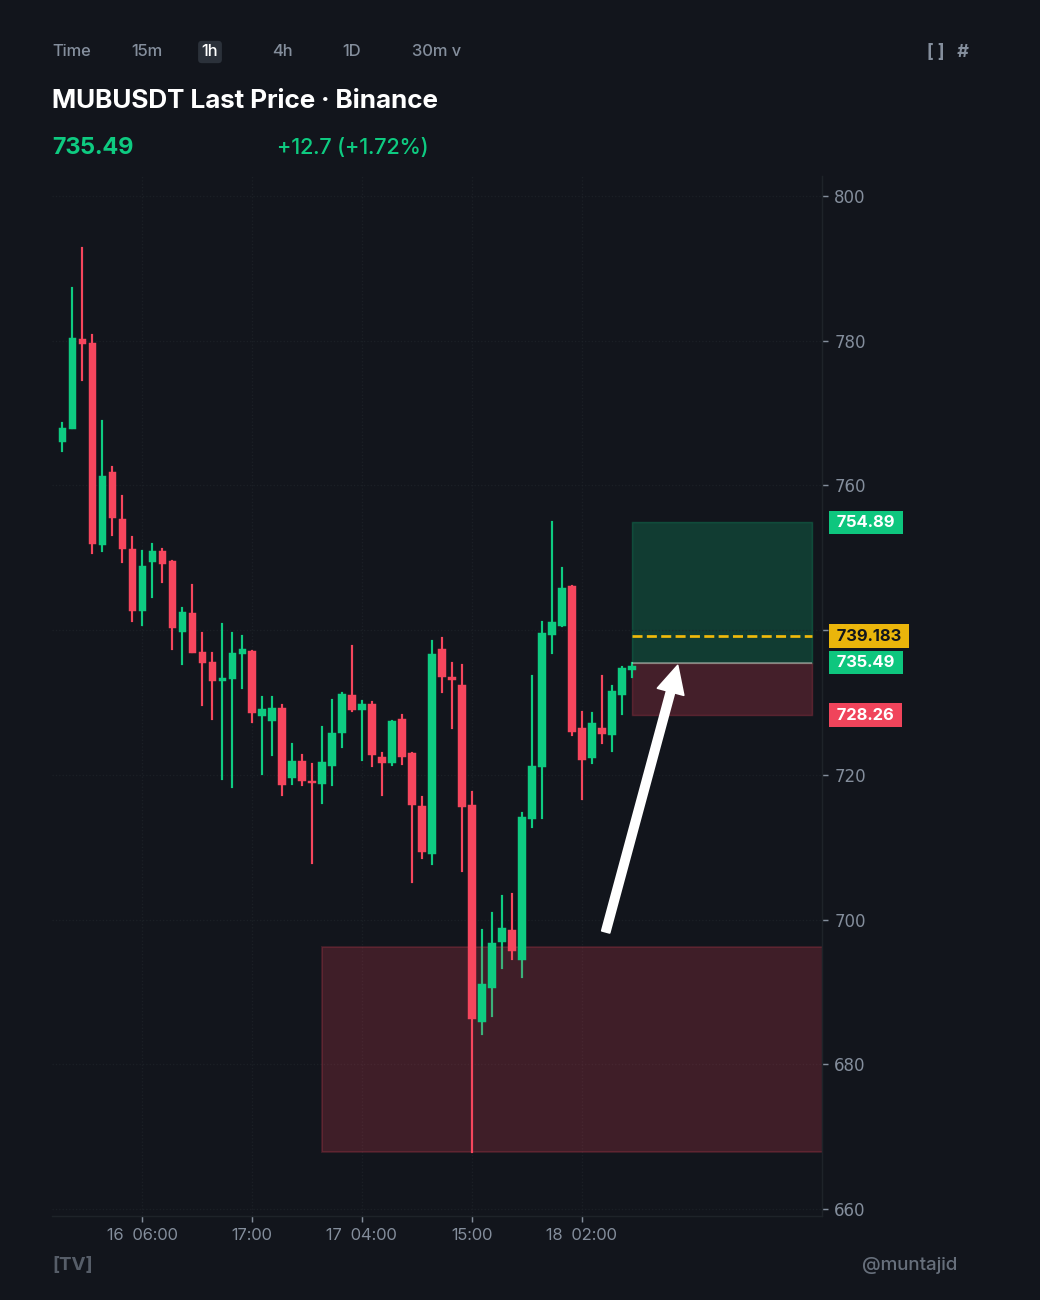 Time 15m 1h 4h 1D 30m v [ ] #
MUBUSDT Last Price · Binance
735.49 +12.7 (+1.72%)
800
780
760
754.89
739.183
735.49
728.26
720
700
680
660
16 06:00 17:00 17 04:00 15:00 18 02:00
[TV] @muntajid